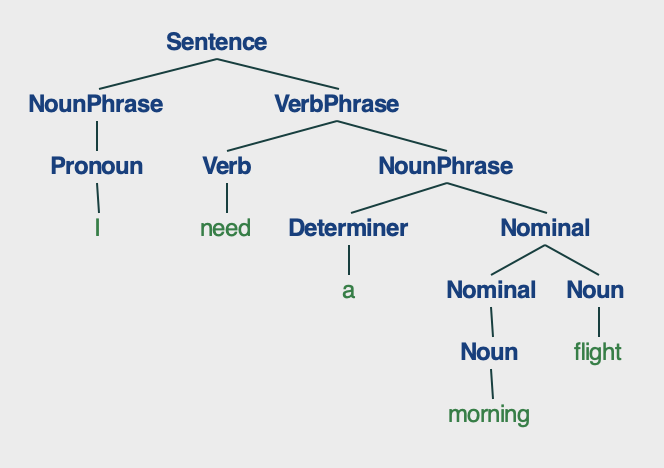 Sentence
NounPhrase VerbPhrase
Pronoun Verb NounPhrase
I need Determiner Nominal
a Nominal Noun
Noun flight
morning